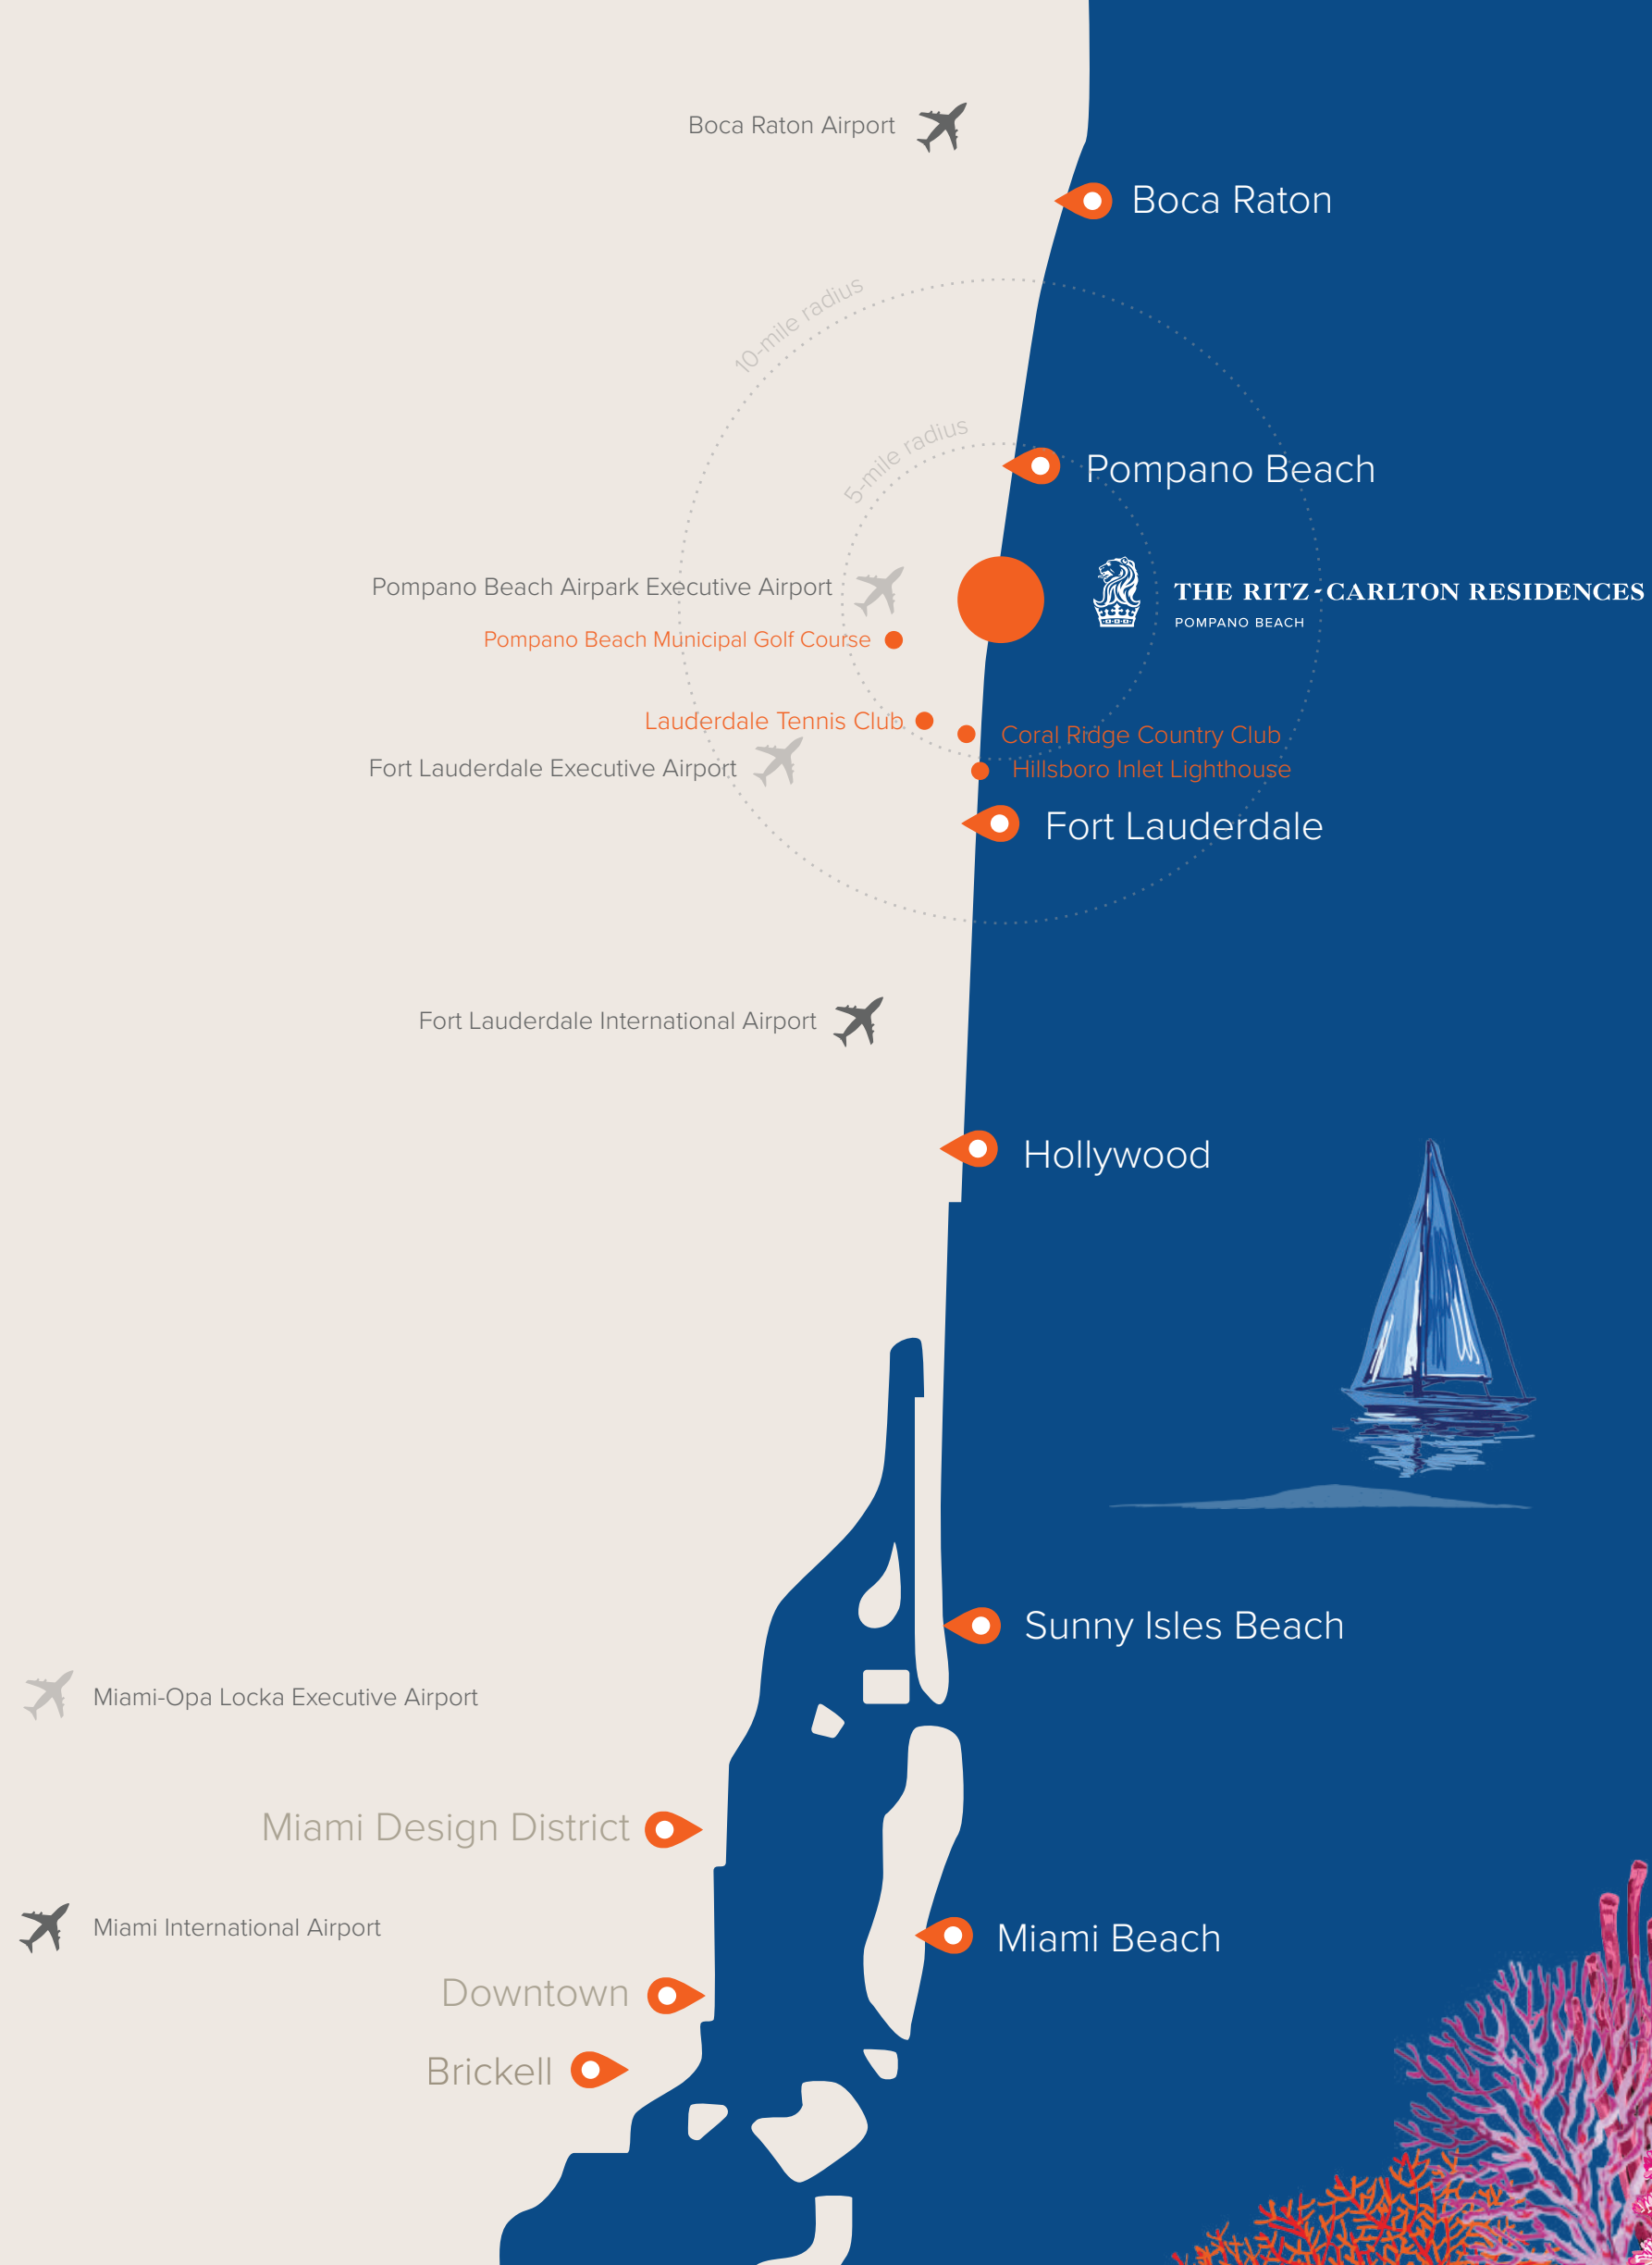 Boca Raton Airport
Boca Raton
10-mile radius
5-mile radius
Pompano Beach
Pompano Beach Airpark Executive Airport
THE RITZ-CARLTON RESIDENCES
POMPANO BEACH
Pompano Beach Municipal Golf Course
Lauderdale Tennis Club
Coral Ridge Country Club
Fort Lauderdale Executive Airport
Hillsboro Inlet Lighthouse
Fort Lauderdale
Fort Lauderdale International Airport
Hollywood
Sunny Isles Beach
Miami-Opa Locka Executive Airport
Miami Design District
Miami International Airport
Miami Beach
Downtown
Brickell